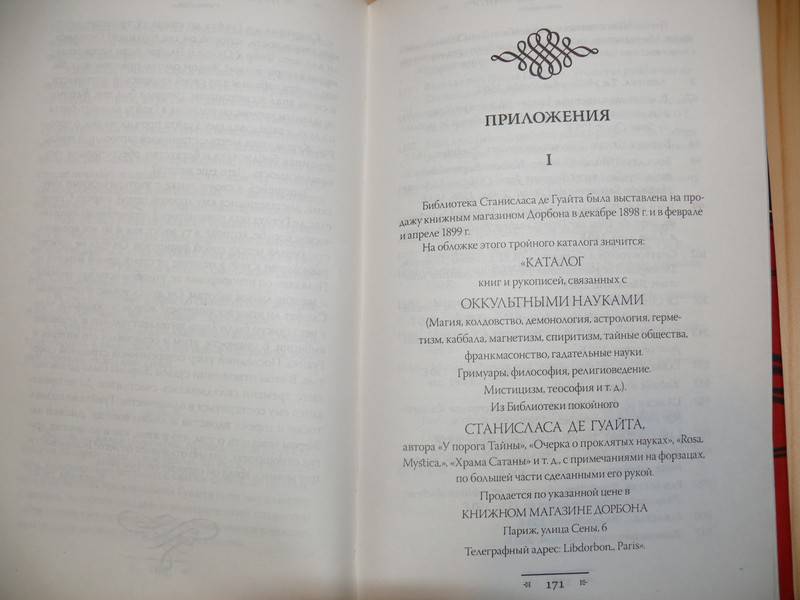 ПРИЛОЖЕНИЯ
I
Библиотека Станисласа де Гуайта была выставлена на про-
дажу книжным магазином Дорбона в декабре 1898 г. и в феврале
и апреле 1899 г.
На обложке этого тройного каталога значится:
«КАТАЛОГ
книг и рукописей, связанных с
ОККУЛЬТНЫМИ НАУКАМИ
(Магия, колдовство, демонология, астрология, герме-
тизм, каббала, магнетизм, спиритизм, тайные общества,
франкмасонство, гадательные науки.
Гримуары, философия, религиоведение.
Мистицизм, теософия и т. д.).
Из Библиотеки покойного
СТАНИСЛАСА ДЕ ГУАЙТА,
автора «У порога Тайны», «Очерка о проклятых науках», «Rosa
Mystica,», «Храма Сатаны» и т. д., с примечаниями на форзацах,
по большей части сделанными его рукой.
Продается по указанной цене в
КНИЖНОМ МАГАЗИНЕ ДОРБОНА
Париж, улица Сены, 6
Телеграфный адрес: Libdorbon., Paris».
171